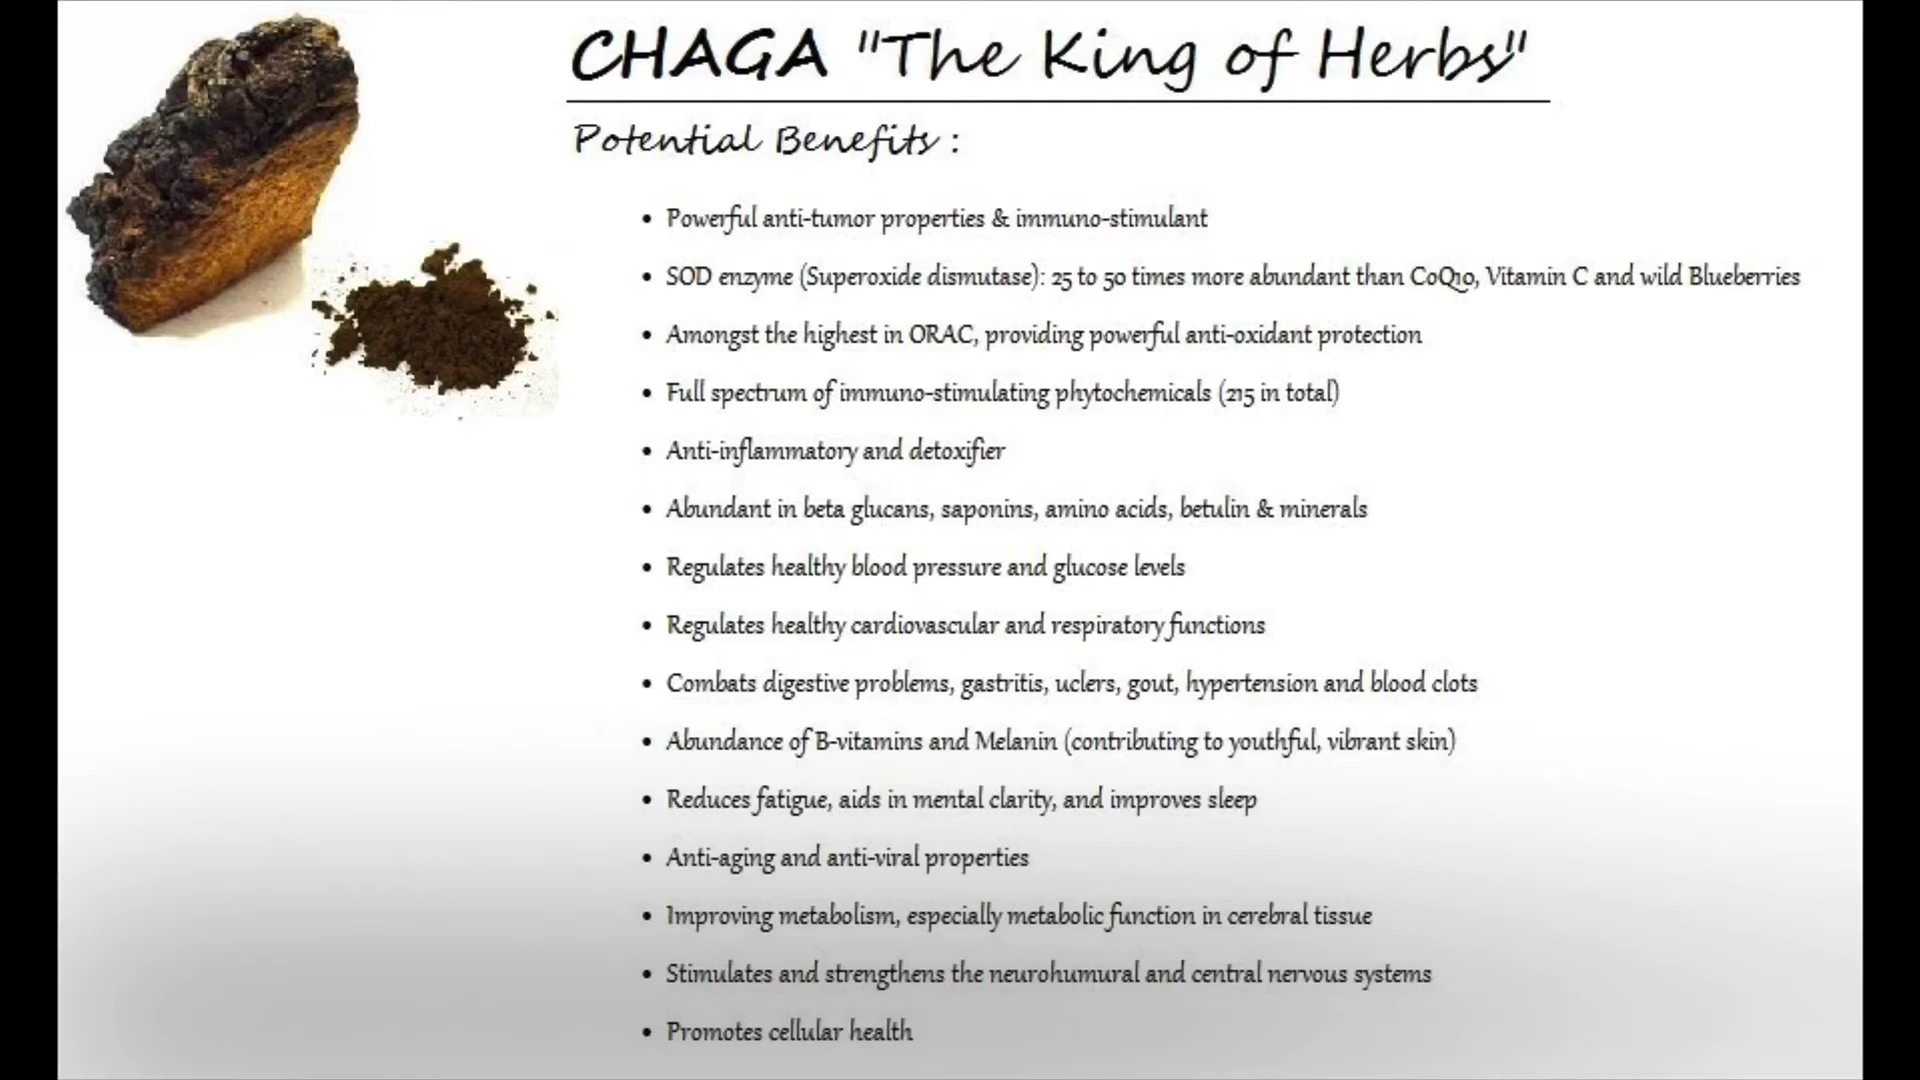 CHAGA "The King of Herbs"
Potential Benefits :
• Powerful anti-tumor properties & immuno-stimulant
• SOD enzyme (Superoxide dismutase): 25 to 50 times more abundant than CoQ10, Vitamin C and wild Blueberries
• Amongst the highest in ORAC, providing powerful anti-oxidant protection
• Full spectrum of immuno-stimulating phytochemicals (215 in total)
• Anti-inflammatory and detoxifier
• Abundant in beta glucans, saponins, amino acids, betulin & minerals
• Regulates healthy blood pressure and glucose levels
• Regulates healthy cardiovascular and respiratory functions
• Combats digestive problems, gastritis, uclers, gout, hypertension and blood clots
• Abundance of B-vitamins and Melanin (contributing to youthful, vibrant skin)
• Reduces fatigue, aids in mental clarity, and improves sleep
• Anti-aging and anti-viral properties
• Improving metabolism, especially metabolic function in cerebral tissue
• Stimulates and strengthens the neurohumural and central nervous systems
• Promotes cellular health